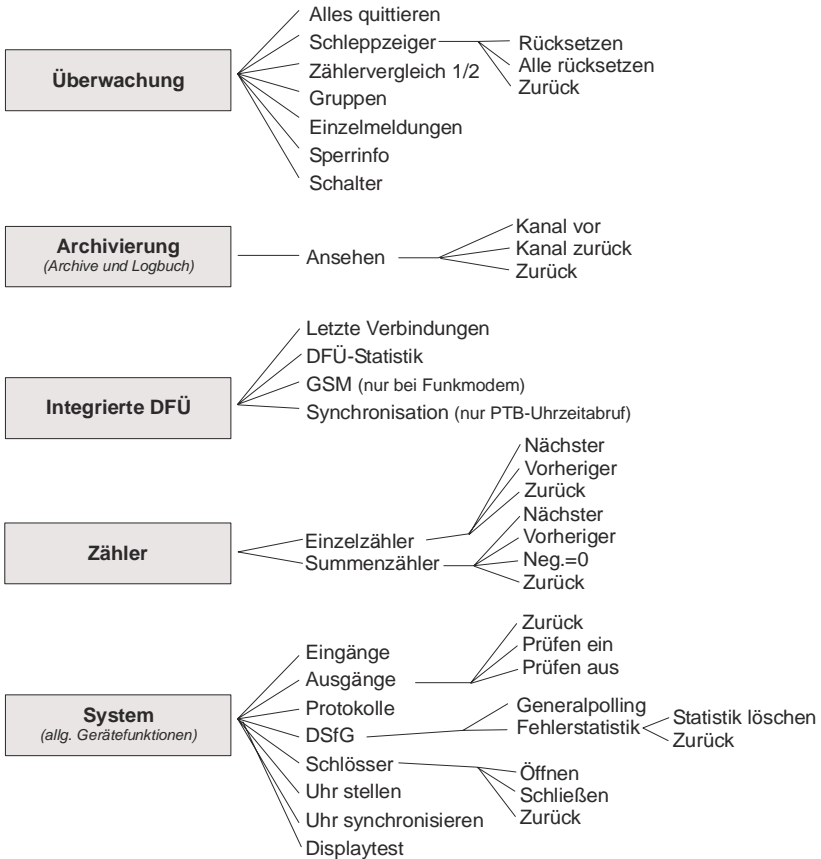 Überwachung
Alles quittieren
Schleppzeiger
Rücksetzen
Alle rücksetzen
Zurück
Zählervergleich 1/2
Gruppen
Einzelmeldungen
Sperrinfo
Schalter
Archivierung
(Archive und Logbuch)
Ansehen
Kanal vor
Kanal zurück
Zurück
Integrierte DFÜ
Letzte Verbindungen
DFÜ-Statistik
GSM (nur bei Funkmodem)
Synchronisation (nur PTB-Uhrzeitabruf)
Zähler
Einzelzähler
Nächster
Vorheriger
Zurück
Summenzähler
Nächster
Vorheriger
Neg.=0
Zurück
System
(allg. Gerätefunktionen)
Eingänge
Ausgänge
Zurück
Prüfen ein
Prüfen aus
Protokolle
DSfG
Generalpolling
Fehlerstatistik
Statistik löschen
Zurück
Schlösser
Öffnen
Schließen
Zurück
Uhr stellen
Uhr synchronisieren
Displaytest